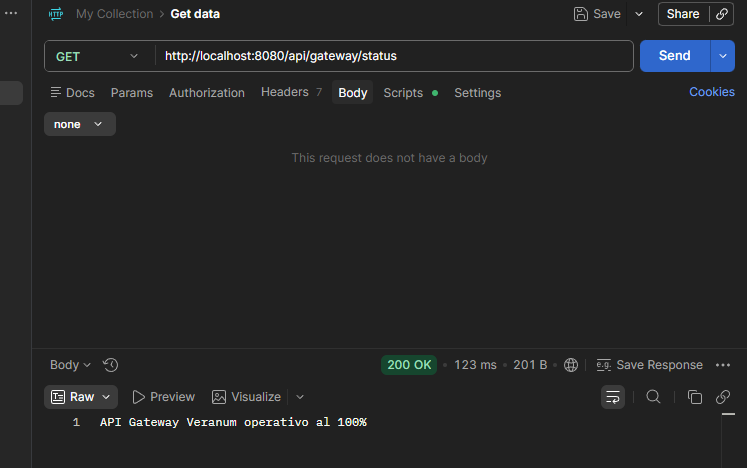 HTTP My Collection > Get data Save Share
GET http://localhost:8080/api/gateway/status Send
Docs Params Authorization Headers 7 Body Scripts Settings Cookies
none
This request does not have a body
Body 200 OK • 123 ms • 201 B e.g. Save Response
Raw Preview Visualize
1 API Gateway Veranum operativo al 100%